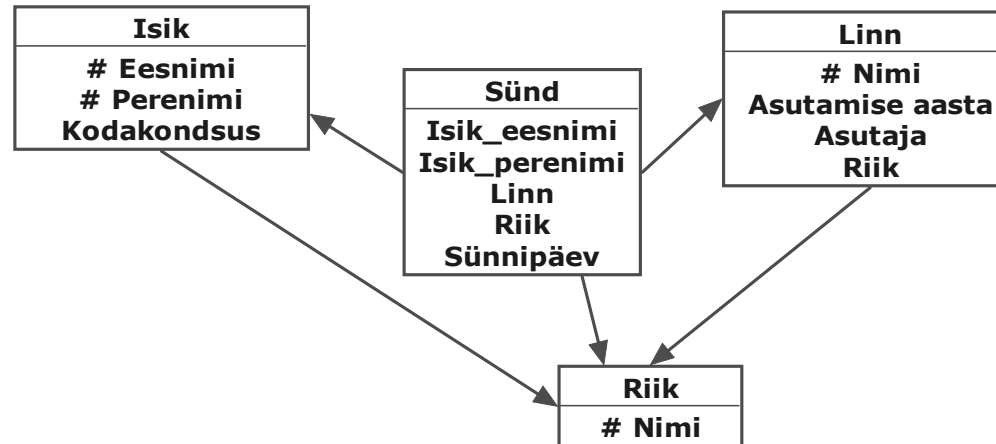 Isik
# Eesnimi
# Perenimi
Kodakondsus
Sünd
Isik_eesnimi
Isik_perenimi
Linn
Riik
Sünnipäev
Linn
# Nimi
Asutamise aasta
Asutaja
Riik
Riik
# Nimi